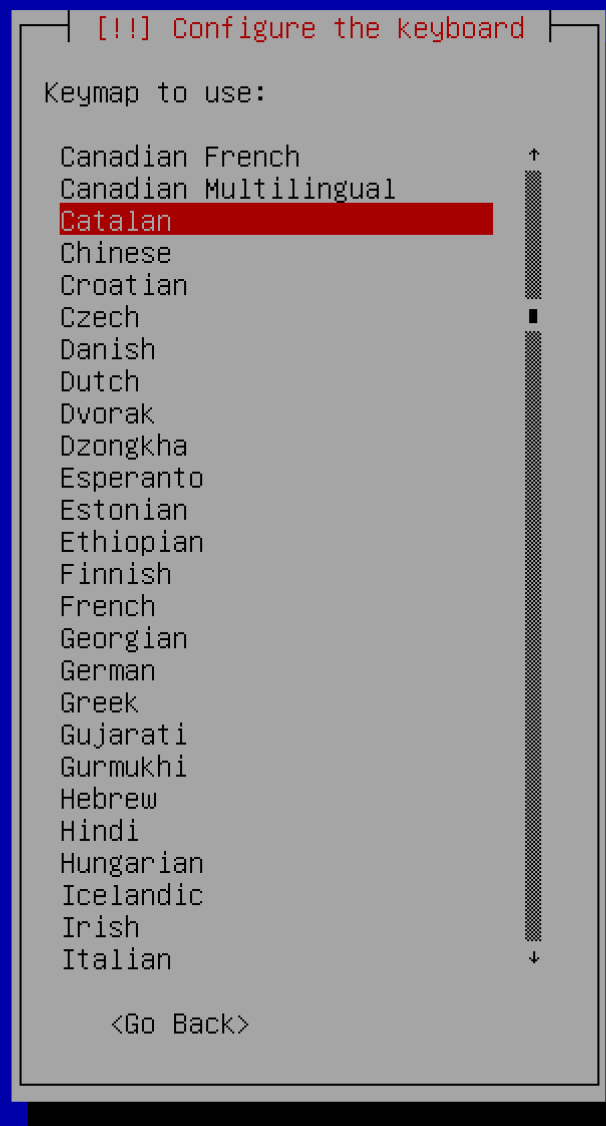 [!!] Configure the keyboard
Keymap to use:
Canadian French
Canadian Multilingual
Catalan
Chinese
Croatian
Czech
Danish
Dutch
Dvorak
Dzongkha
Esperanto
Estonian
Ethiopian
Finnish
French
Georgian
German
Greek
Gujarati
Gurmukhi
Hebrew
Hindi
Hungarian
Icelandic
Irish
Italian
<Go Back>